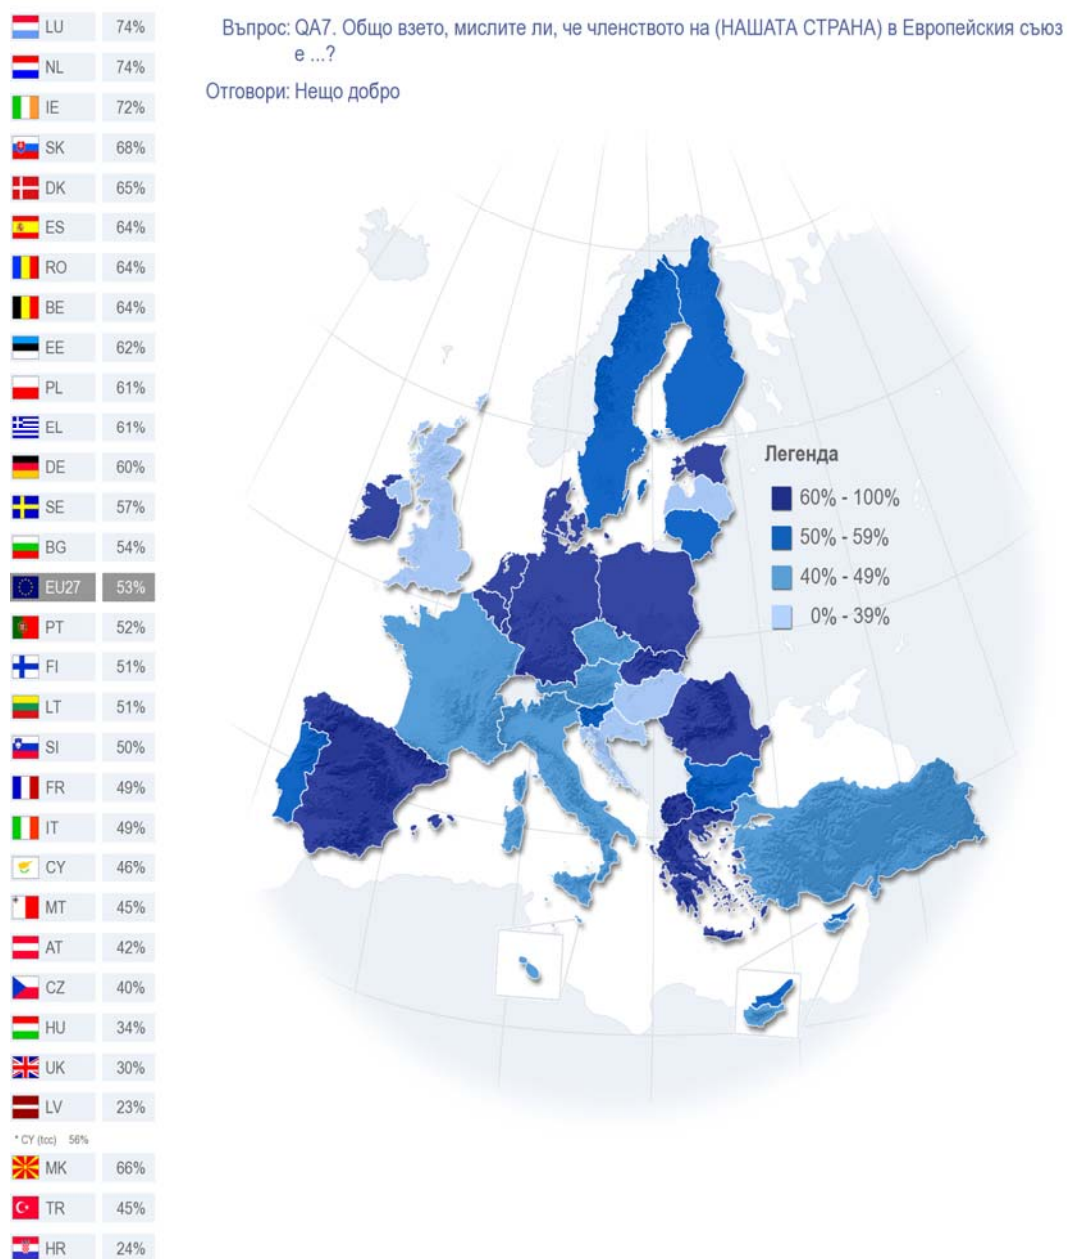 Въпрос: QA7. Общо взето, мислите ли, че членството на (НАШАТА СТРАНА) в Европейския съюз
е ...?
Отговори: Нещо добро
LU 74%
NL 74%
IE 72%
SK 68%
DK 65%
ES 64%
RO 64%
BE 64%
EE 62%
PL 61%
EL 61%
DE 60%
SE 57%
BG 54%
EU27 53%
PT 52%
FI 51%
LT 51%
SI 50%
FR 49%
IT 49%
CY 46%
MT 45%
AT 42%
CZ 40%
HU 34%
UK 30%
LV 23%
* CY (tcc) 56%
MK 66%
TR 45%
HR 24%
Легенда
60% - 100%
50% - 59%
40% - 49%
0% - 39%